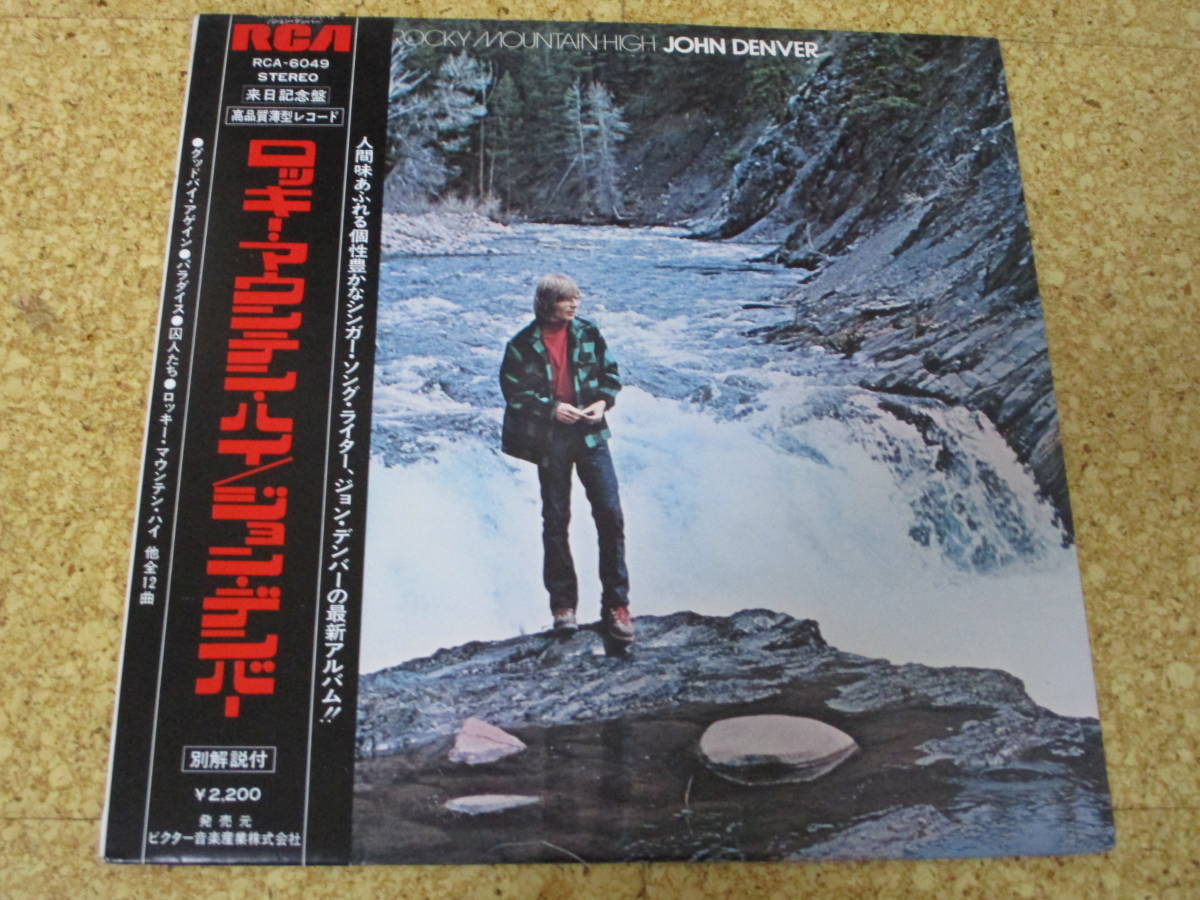 RCA
RCA-6049
STEREO
来日記念盤
高品質薄型レコード
人間味あふれる個性豊かなシンガー・ソング・ライター、ジョン・デンバーの最新アルバム!!
ロッキー・マウンテン・ハイ/ジョン・デンバー
●グッドバイ・アゲイン●パラダイス●囚人たち●ロッキー・マウンテン・ハイ 他全12曲
別解説付
¥2,200
発売元
ビクター音楽産業株式会社
ROCKY MOUNTAIN HIGH JOHN DENVER